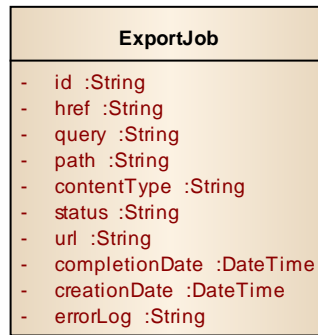 ExportJob
- id :String
- href :String
- query :String
- path :String
- contentType :String
- status :String
- url :String
- completionDate :DateTime
- creationDate :DateTime
- errorLog :String